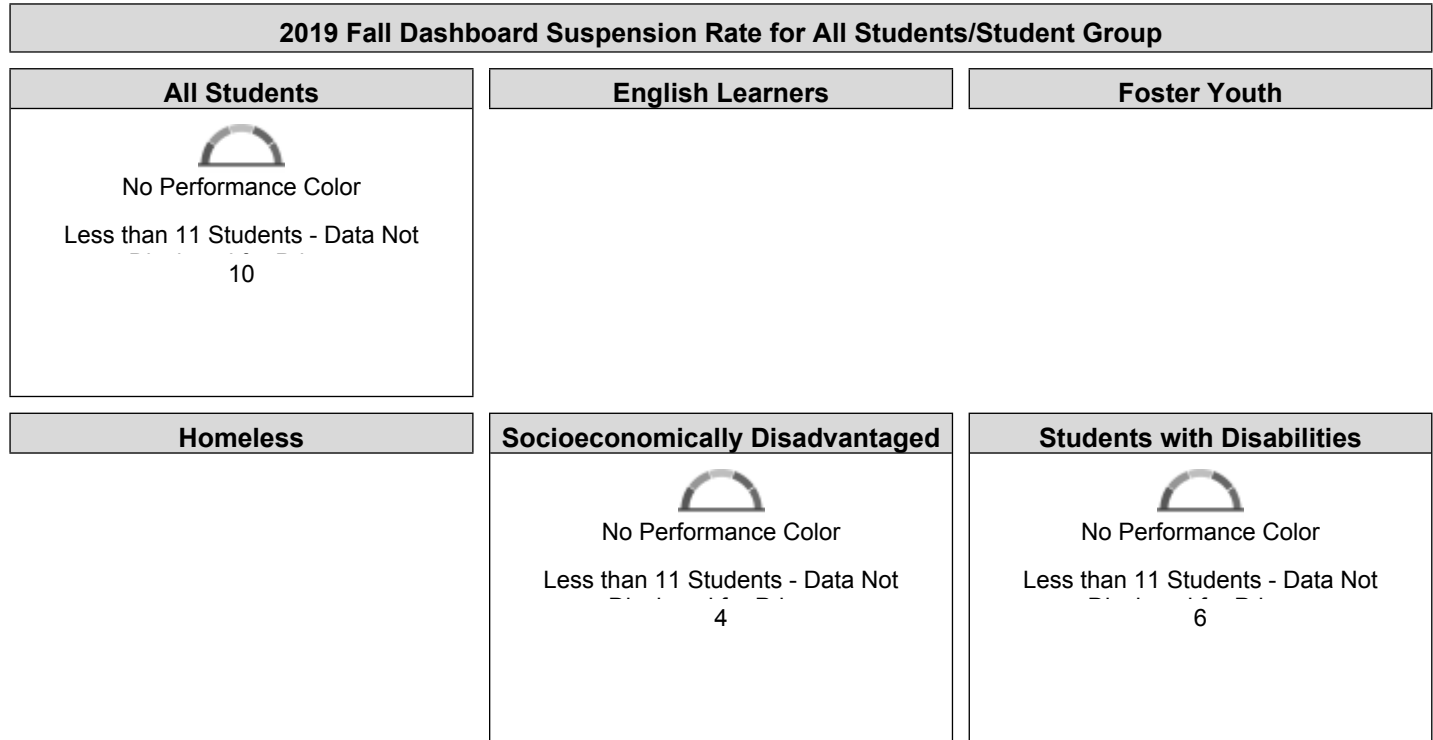 2019 Fall Dashboard Suspension Rate for All Students/Student Group
All Students
English Learners
Foster Youth
No Performance Color
Less than 11 Students - Data Not
10
Homeless
Socioeconomically Disadvantaged
Students with Disabilities
No Performance Color
Less than 11 Students - Data Not
4
No Performance Color
Less than 11 Students - Data Not
6